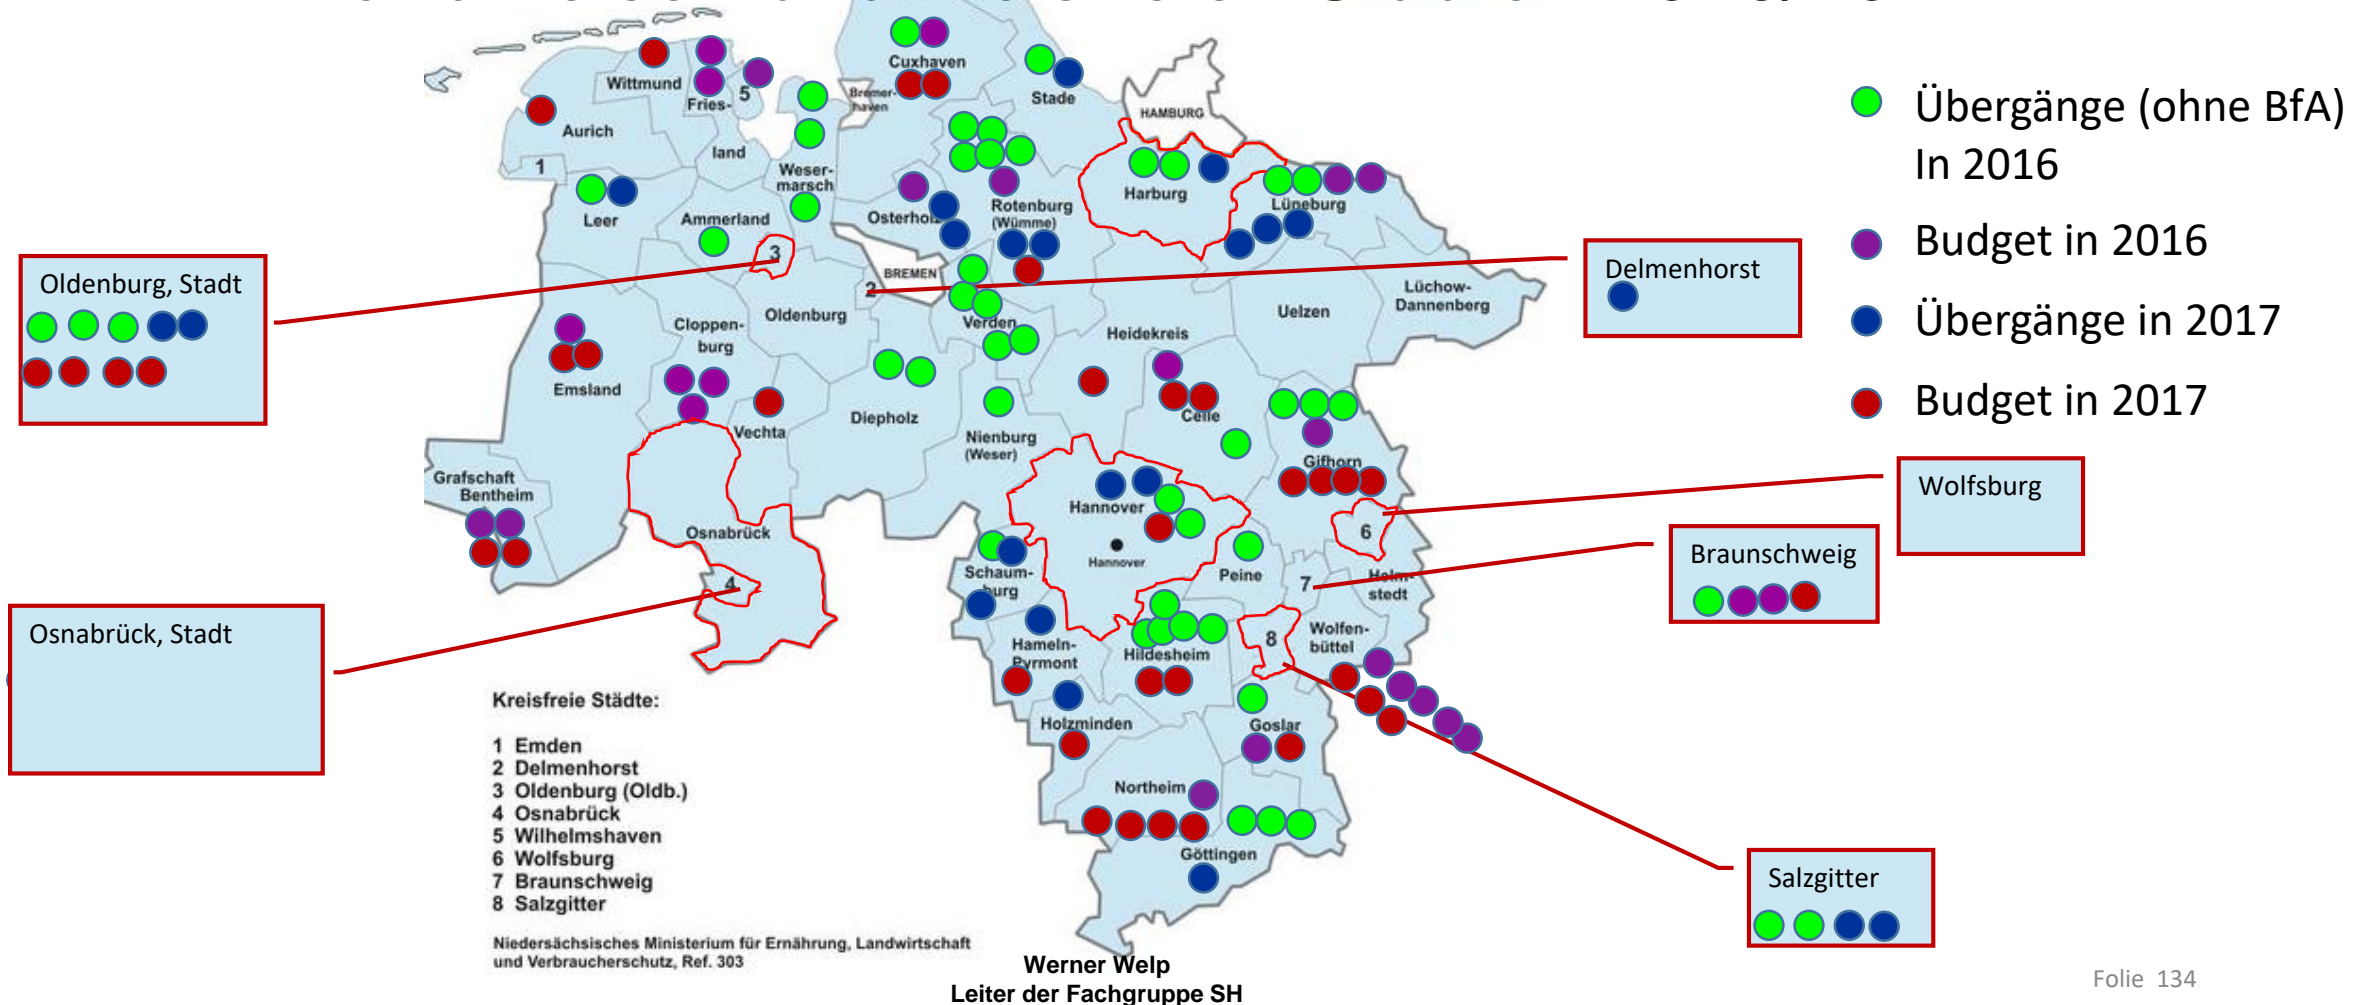 Übergänge (ohne BfA)
In 2016
Budget in 2016
Übergänge in 2017
Budget in 2017
Cuxhaven
Wittmund
Fries-
land
5
Bremer-
haven
Stade
HAMBURG
Aurich
1
Weser-
marsch
Harburg
Leer
Ammerland
Osterholz
Rotenburg
(Wümme)
Lüneburg
3
BREMEN
2
Oldenburg, Stadt
Delmenhorst
Oldenburg
Cloppen-
burg
Verden
Heidekreis
Uelzen
Lüchow-
Dannenberg
Emsland
Vechta
Diepholz
Nienburg
(Weser)
Celle
Gifhorn
Grafschaft
Bentheim
Hannover
Hannover
Wolfsburg
6
Osnabrück
4
Braunschweig
Schaum-
burg
Peine
7
Helm-
stedt
Osnabrück, Stadt
Hameln-
Pyrmont
Hildesheim
8
Wolfen-
büttel
Holzminden
Goslar
Northeim
Göttingen
Salzgitter
Kreisfreie Städte:
1 Emden
2 Delmenhorst
3 Oldenburg (Oldb.)
4 Osnabrück
5 Wilhelmshaven
6 Wolfsburg
7 Braunschweig
8 Salzgitter
Niedersächsisches Ministerium für Ernährung, Landwirtschaft
und Verbraucherschutz, Ref. 303
Werner Welp
Leiter der Fachgruppe SH
Folie 134